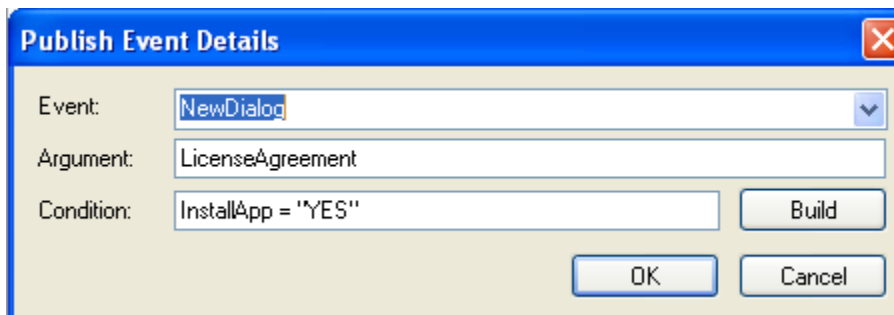 Publish Event Details
Event: NewDialog
Argument: LicenseAgreement
Condition: InstallApp = "YES" Build
OK Cancel